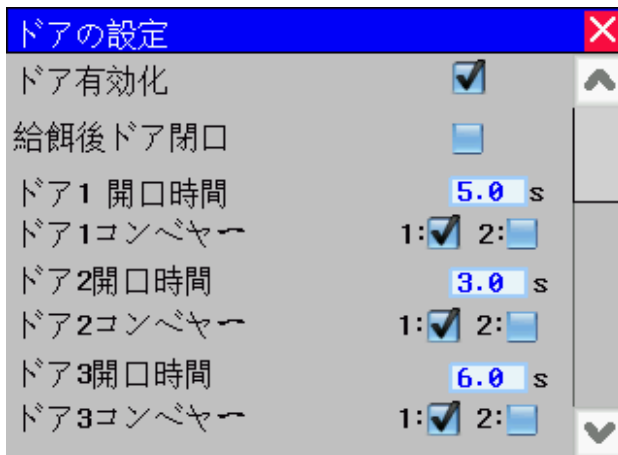 ドアの設定
ドア有効化
給餌後ドア閉口
ドア1 開口時間 5.0 s
ドア1コンベヤー 1: 2:
ドア2開口時間 3.0 s
ドア2コンベヤー 1: 2:
ドア3開口時間 6.0 s
ドア3コンベヤー 1: 2: